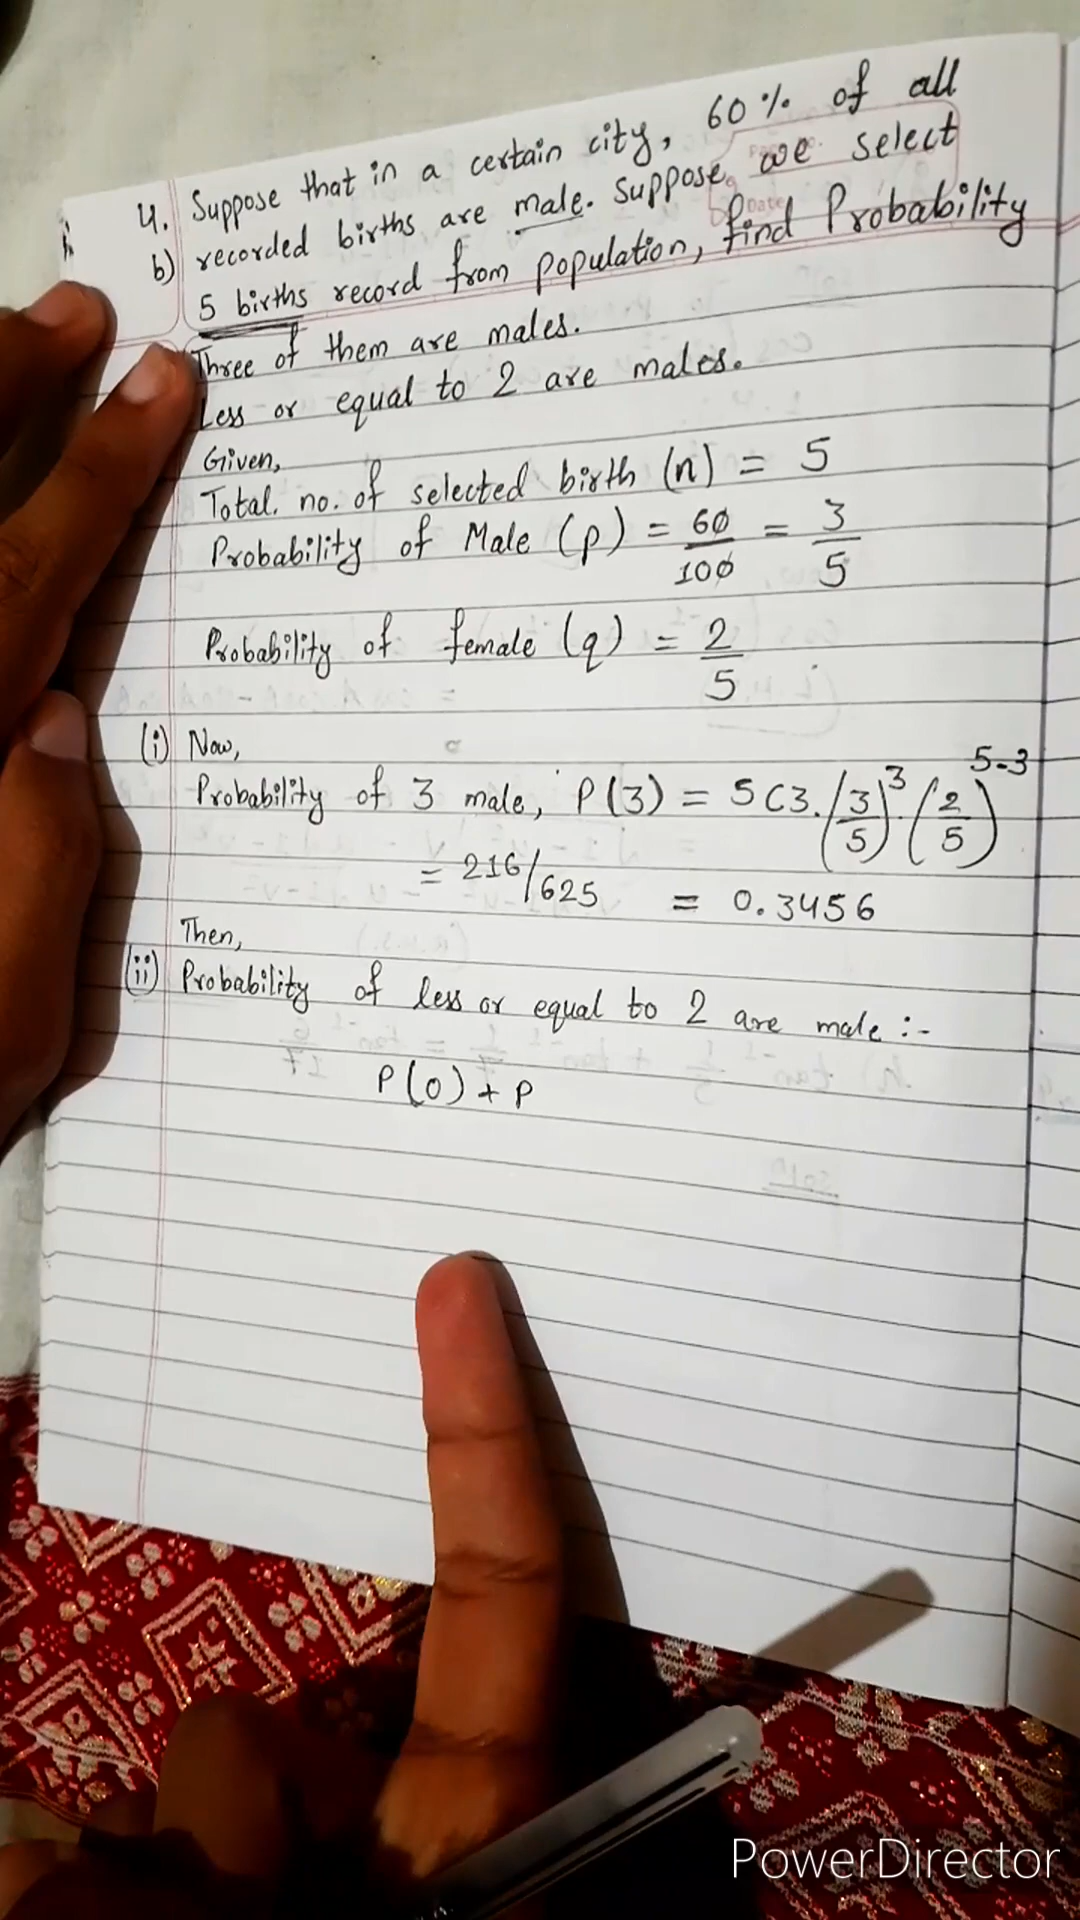 4. Suppose that in a certain city, 60% of all
b) recorded births are male. Suppose we select
5 births record from population, find Probability
Three of them are males.
Less or equal to 2 are males.
Given,
Total. no. of selected birth (n) = 5
Probability of Male (p) = 60/100 = 3/5
Probability of female (q) = 2/5
(i) Now,
Probability of 3 male, P(3) = 5C3.(3/5)^3.(2/5)^5-3
= 216/625 = 0.3456
Then,
(ii) Probability of less or equal to 2 are male :-
P(0) + P
PowerDirector